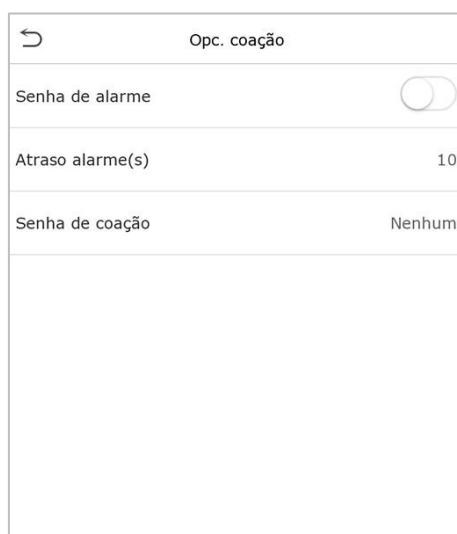 Opc. coação
Senha de alarme
Atraso alarme(s) 10
Senha de coação Nenhum